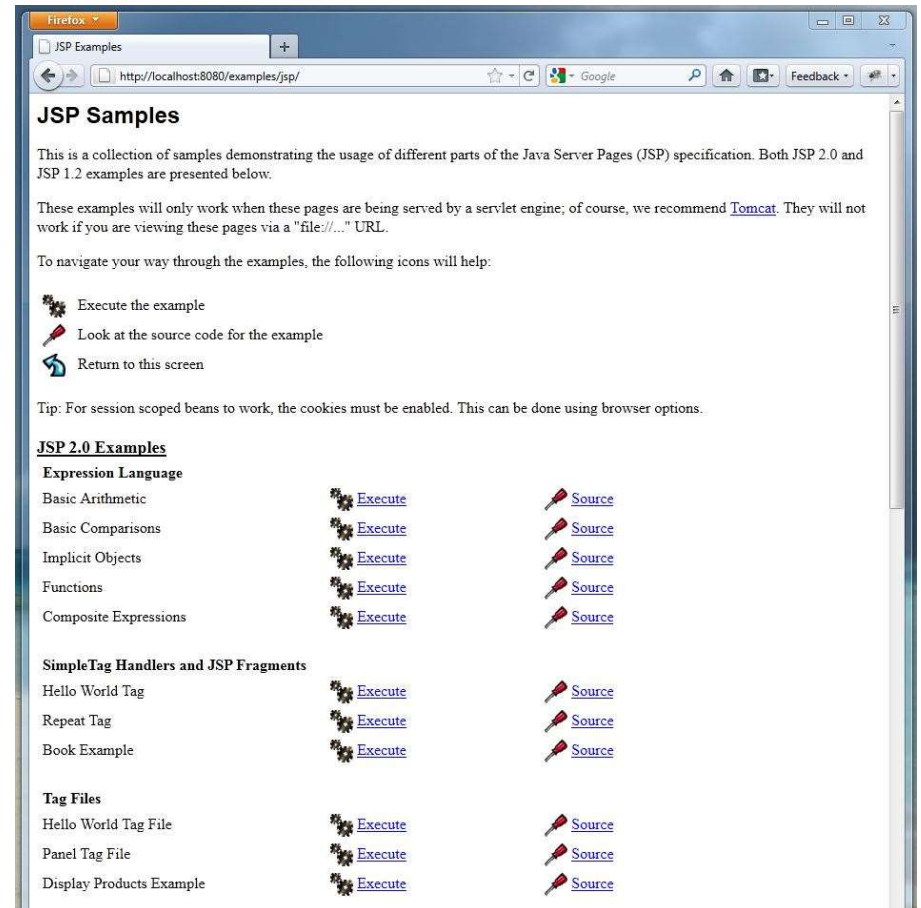 Firefox
JSP Examples
http://localhost:8080/examples/jsp/
Google
Feedback
JSP Samples
This is a collection of samples demonstrating the usage of different parts of the Java Server Pages (JSP) specification. Both JSP 2.0 and
JSP 1.2 examples are presented below.
These examples will only work when these pages are being served by a servlet engine; of course, we recommend Tomcat. They will not
work if you are viewing these pages via a "file://..." URL.
To navigate your way through the examples, the following icons will help:
Execute the example
Look at the source code for the example
Return to this screen
Tip: For session scoped beans to work, the cookies must be enabled. This can be done using browser options.
JSP 2.0 Examples
Expression Language
Basic Arithmetic Execute Source
Basic Comparisons Execute Source
Implicit Objects Execute Source
Functions Execute Source
Composite Expressions Execute Source
SimpleTag Handlers and JSP Fragments
Hello World Tag Execute Source
Repeat Tag Execute Source
Book Example Execute Source
Tag Files
Hello World Tag File Execute Source
Panel Tag File Execute Source
Display Products Example Execute Source